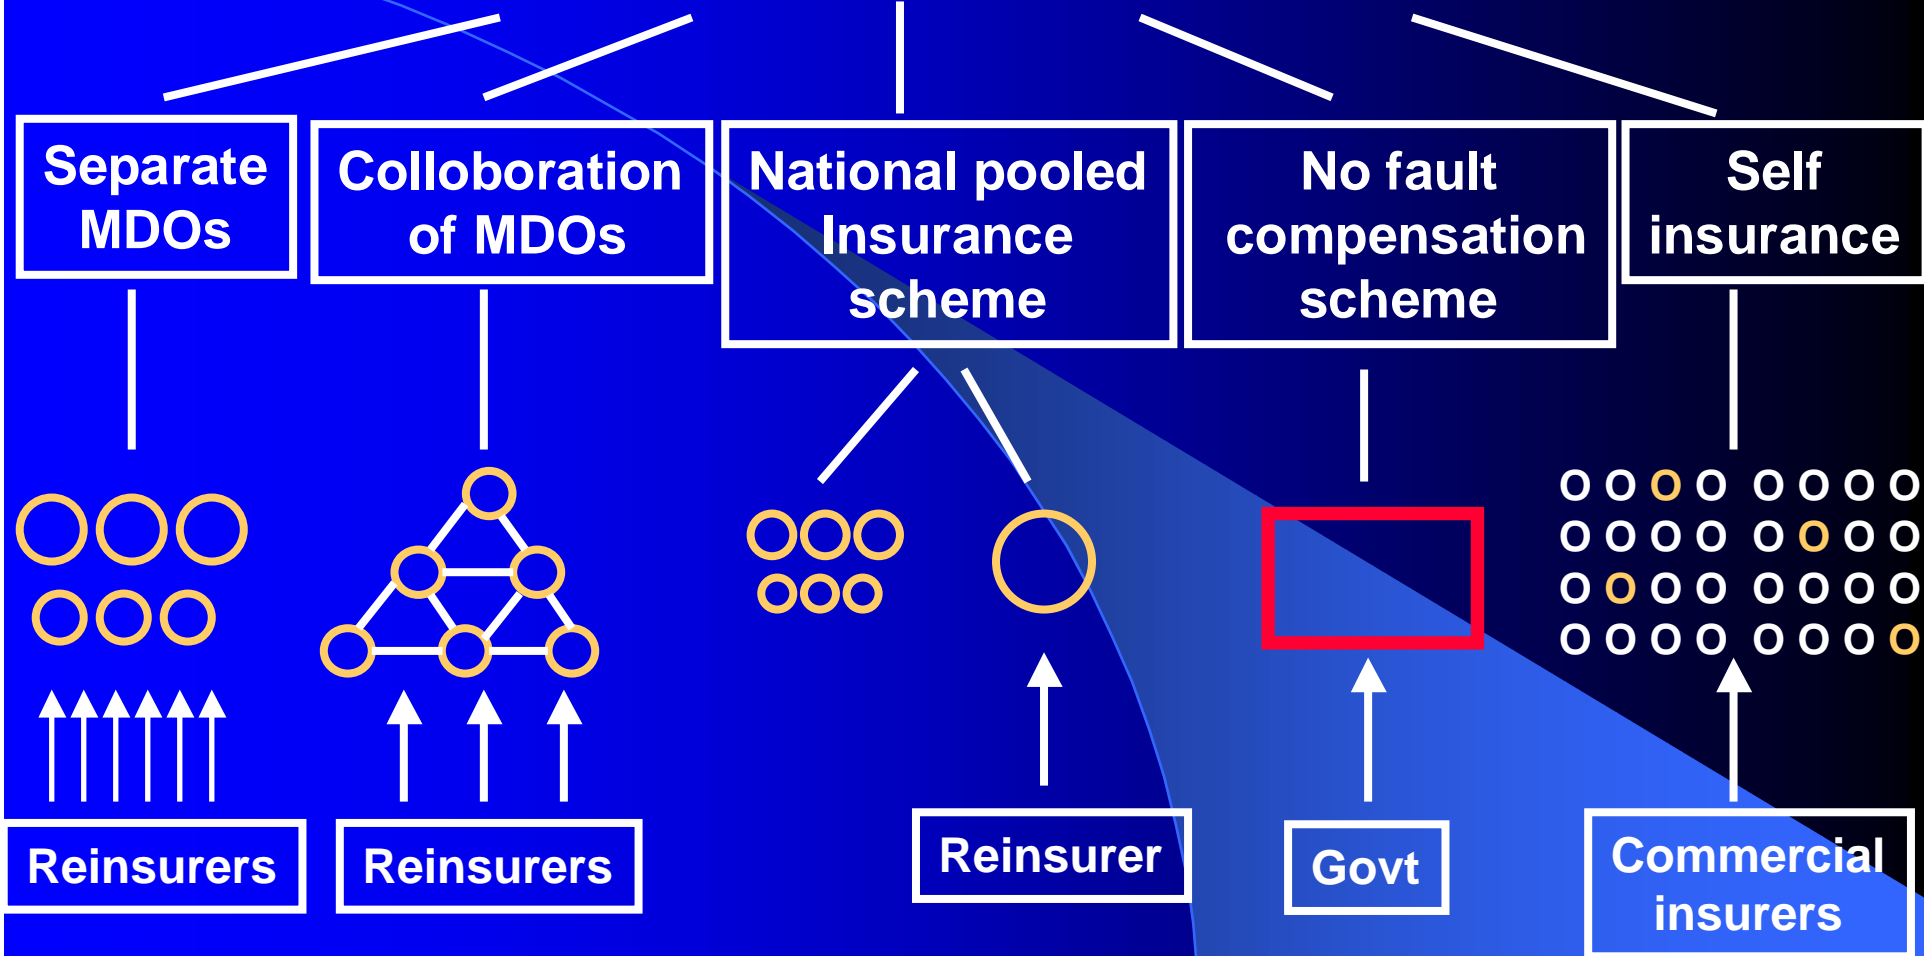 Separate
MDOs
Colloboration
of MDOs
National pooled
Insurance
scheme
No fault
compensation
scheme
Self
insurance
O O O O O O O O
O O O O O O O O
O O O O O O O O
O O O O O O O O
Reinsurers
Reinsurers
Reinsurer
Govt
Commercial
insurers